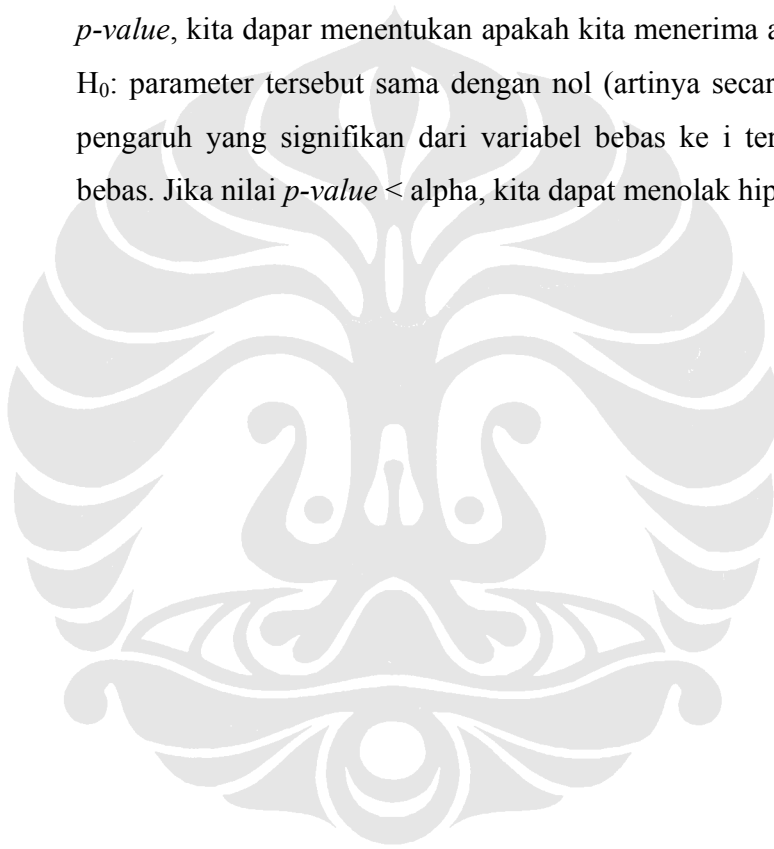 p-value, kita dapar menentukan apakah kita menerima a
H₀: parameter tersebut sama dengan nol (artinya secar
pengaruh yang signifikan dari variabel bebas ke i ter
bebas. Jika nilai p-value < alpha, kita dapat menolak hip